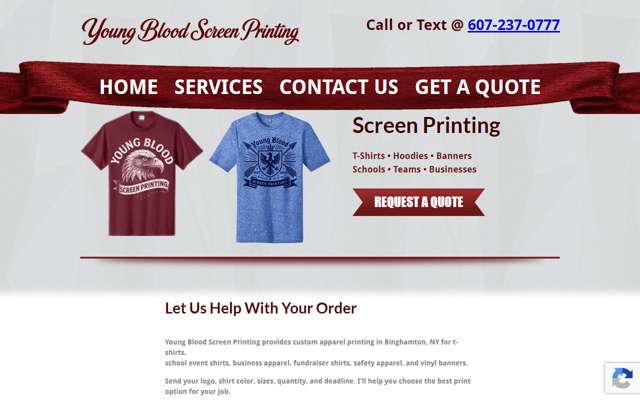 Young Blood Screen Printing
Call or Text @ 607-237-0777
HOME SERVICES CONTACT US GET A QUOTE
YOUNG BLOOD
SCREEN PRINTING
Young Blood
SCREEN PRINTING
Screen Printing
T-Shirts • Hoodies • Banners
Schools • Teams • Businesses
REQUEST A QUOTE
Let Us Help With Your Order
Young Blood Screen Printing provides custom apparel printing in Binghamton, NY for t-
shirts,
school event shirts, business apparel, fundraiser shirts, safety apparel, and vinyl banners.
Send your logo, shirt color, sizes, quantity, and deadline. I'll help you choose the best print
option for your job.